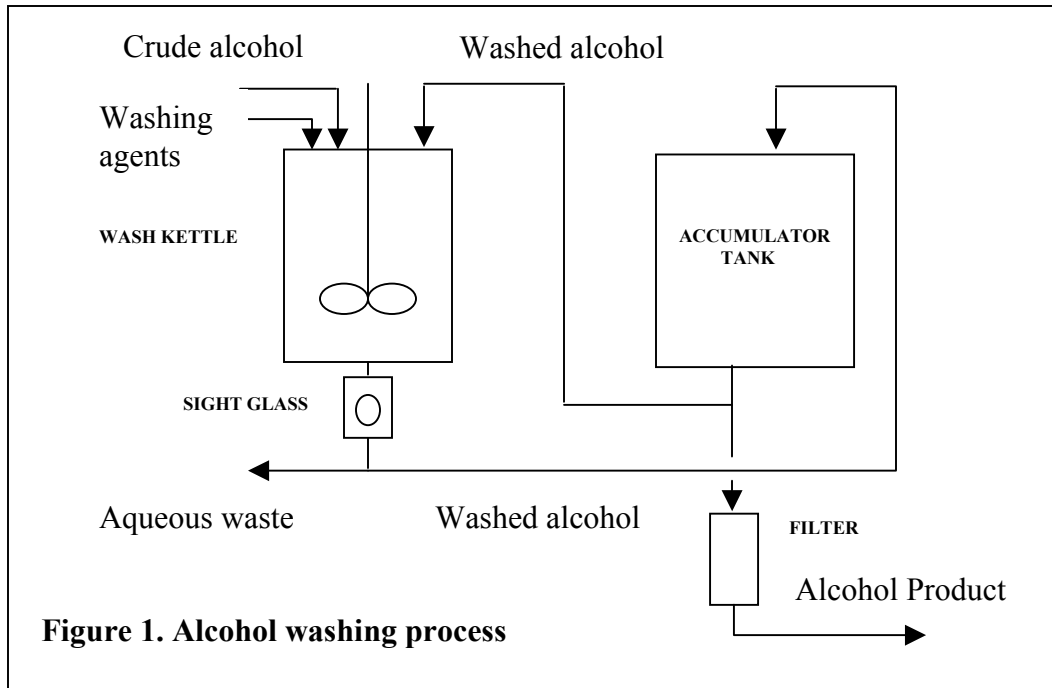 Crude alcohol
Washed alcohol
Washing
agents
WASH KETTLE
ACCUMULATOR
TANK
SIGHT GLASS
Aqueous waste
Washed alcohol
FILTER
Alcohol Product
Figure 1. Alcohol washing process